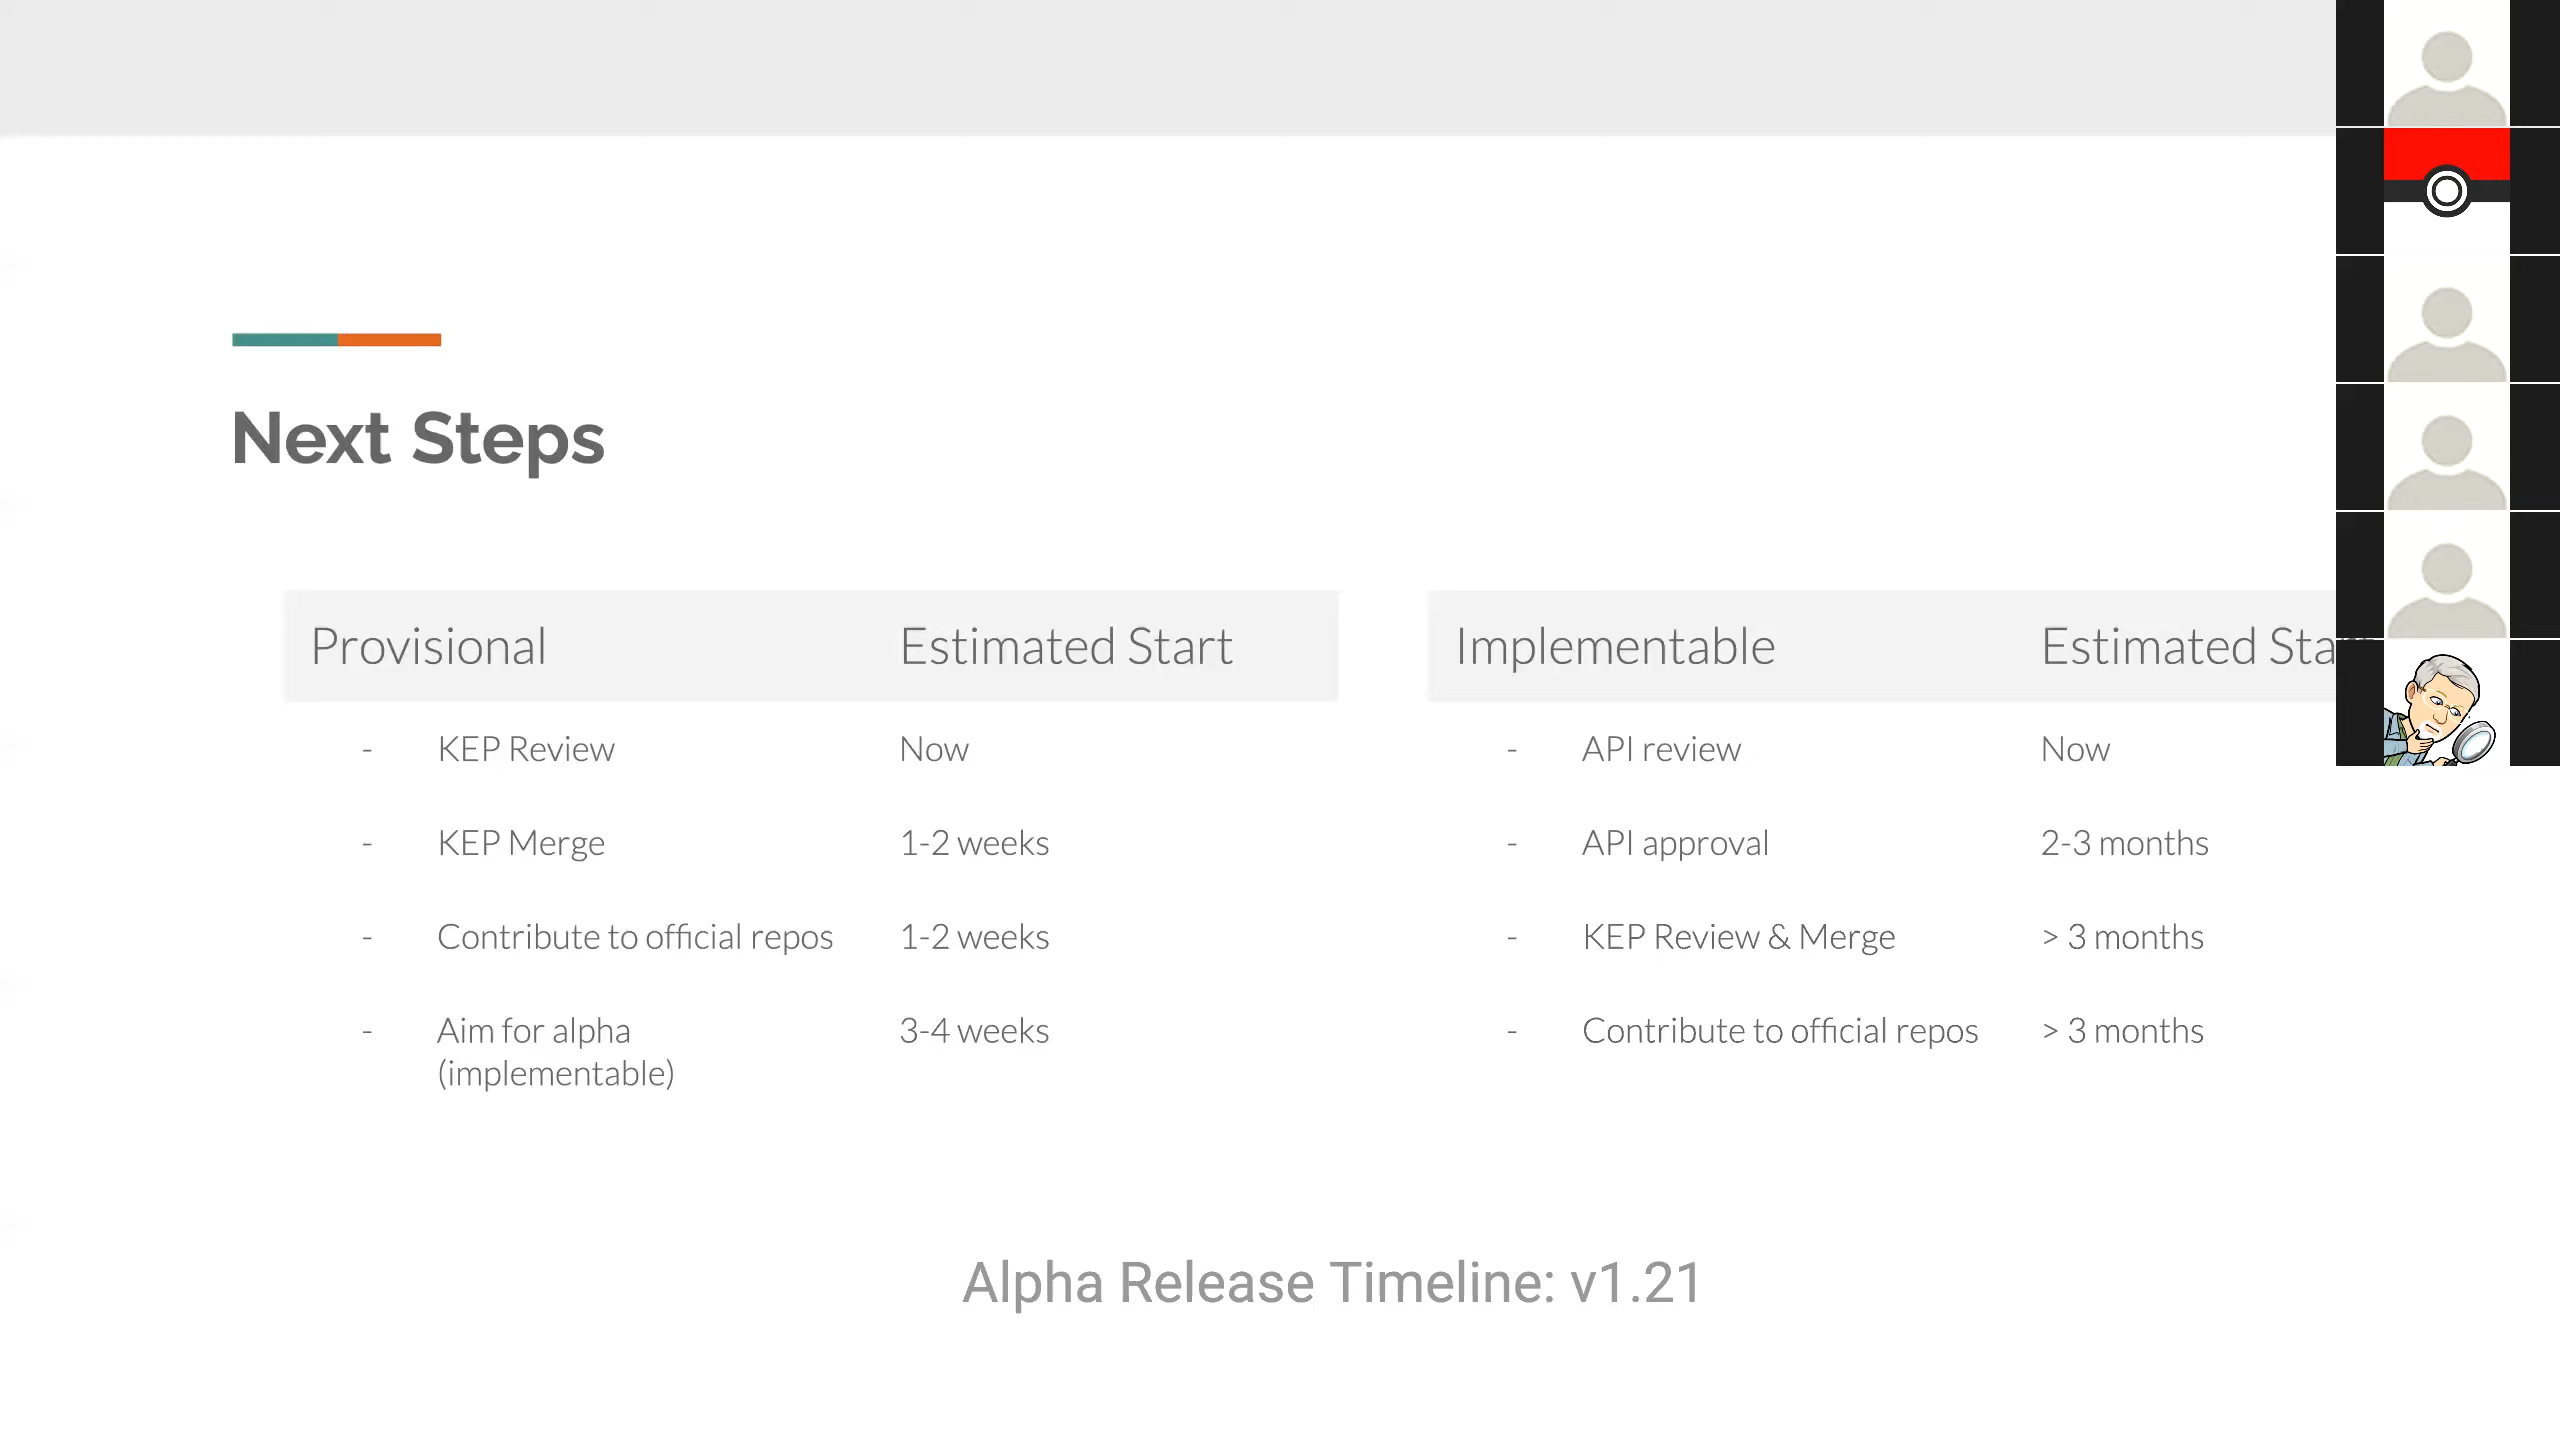 Next Steps
Provisional Estimated Start
- KEP Review Now
- KEP Merge 1-2 weeks
- Contribute to official repos 1-2 weeks
- Aim for alpha 3-4 weeks
(implementable)
Implementable Estimated
- API review Now
- API approval 2-3 months
- KEP Review & Merge > 3 months
- Contribute to official repos > 3 months
Alpha Release Timeline: v1.21